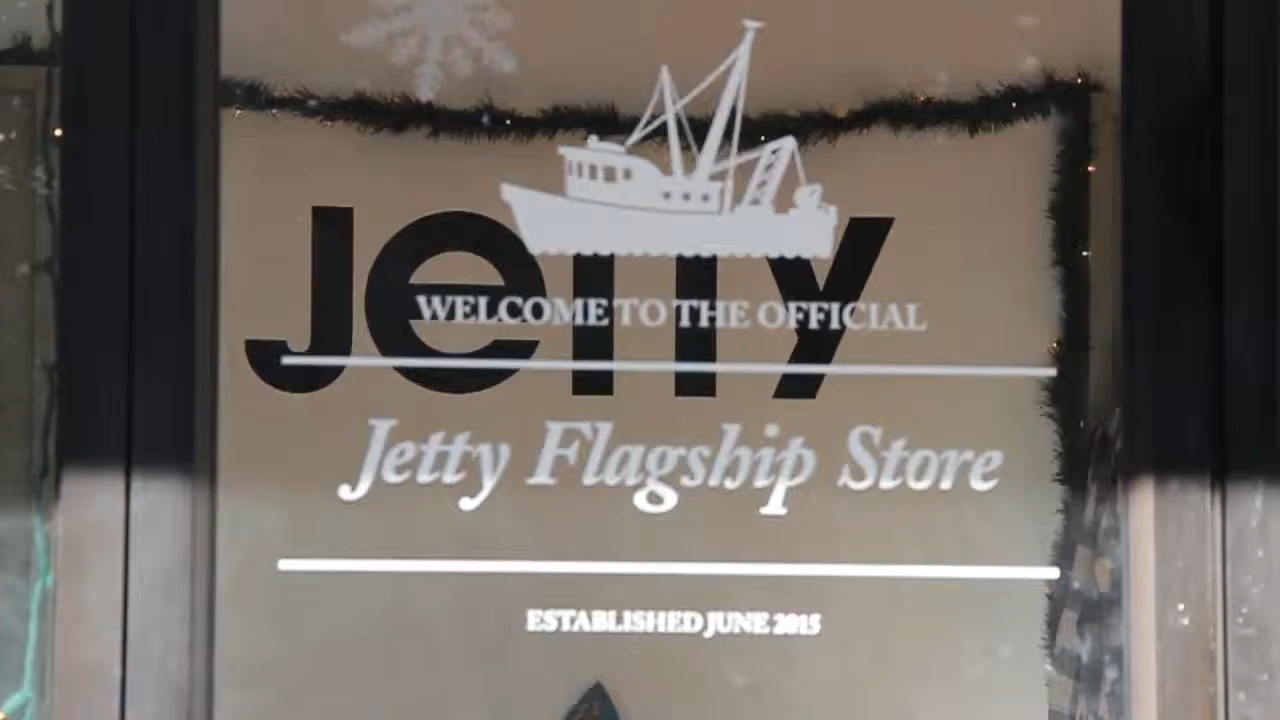 Jetty
WELCOME TO THE OFFICIAL
Jetty Flagship Store
ESTABLISHED JUNE 2015